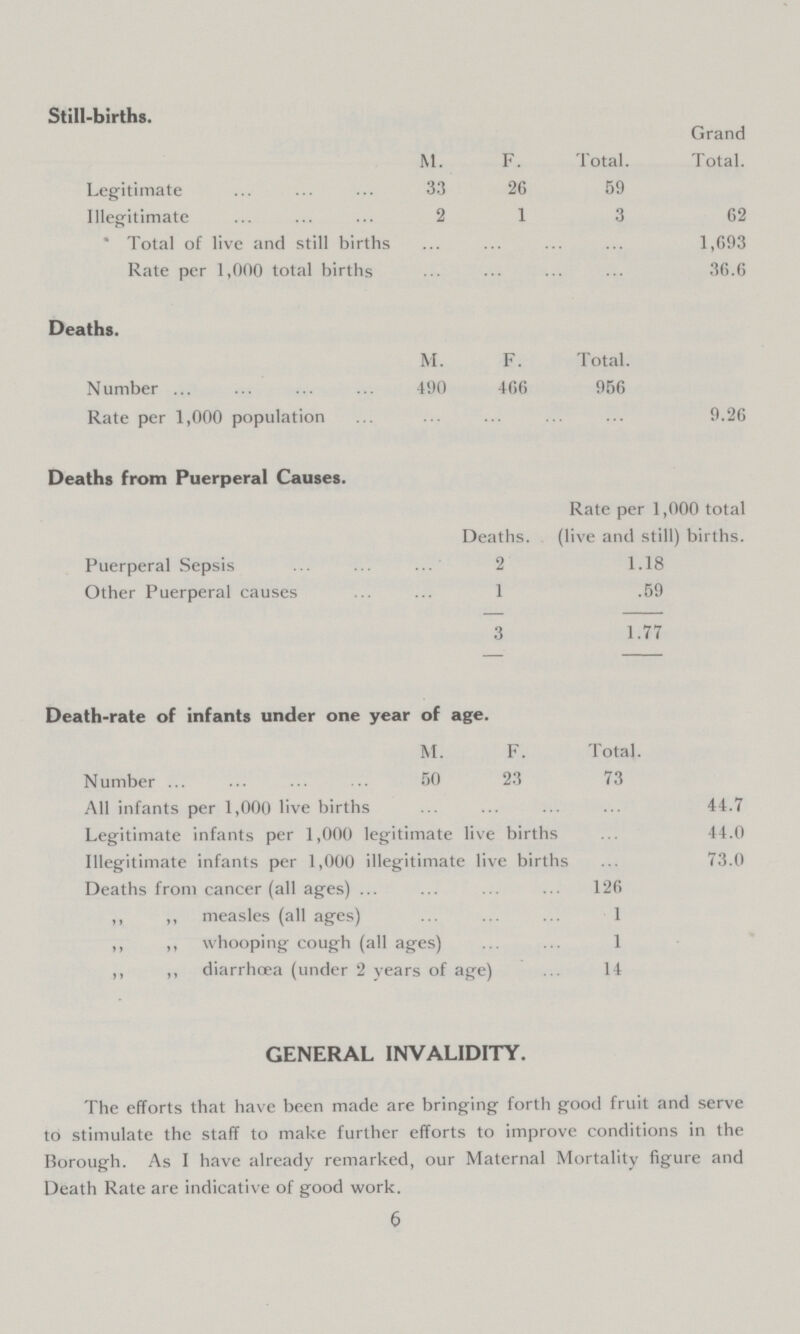 Still-births.
Grand
M. F. Total. Total.
Legitimate ... ... ... 33 26 59
Illegitimate ... ... ... 2 1 3 62
* Total of live and still births ... ... ... ... 1,693
Rate per 1,000 total births ... ... ... ... 36.6
Deaths.
M. F. Total.
Number ... ... ... ... 490 466 956
Rate per 1,000 population ... ... ... ... ... 9.26
Deaths from Puerperal Causes.
Rate per 1,000 total
Deaths. (live and still) births.
Puerperal Sepsis ... ... ... 2 1.18
Other Puerperal causes ... ... 1 .59
3 1.77
Death-rate of infants under one year of age.
M. F. Total.
Number ... ... ... ... 50 23 73
All infants per 1,000 live births ... ... ... ... 44.7
Legitimate infants per 1,000 legitimate live births ... 44.0
Illegitimate infants per 1,000 illegitimate live births ... 73.0
Deaths from cancer (all ages) ... ... ... ... 126
,, ,, measles (all ages) ... ... ... 1
,, ,, whooping cough (all ages) ... ... 1
,, ,, diarrhœa (under 2 years of age) ... 14
GENERAL INVALIDITY.
The efforts that have been made are bringing forth good fruit and serve
to stimulate the staff to make further efforts to improve conditions in the
Borough. As I have already remarked, our Maternal Mortality figure and
Death Rate are indicative of good work.
6